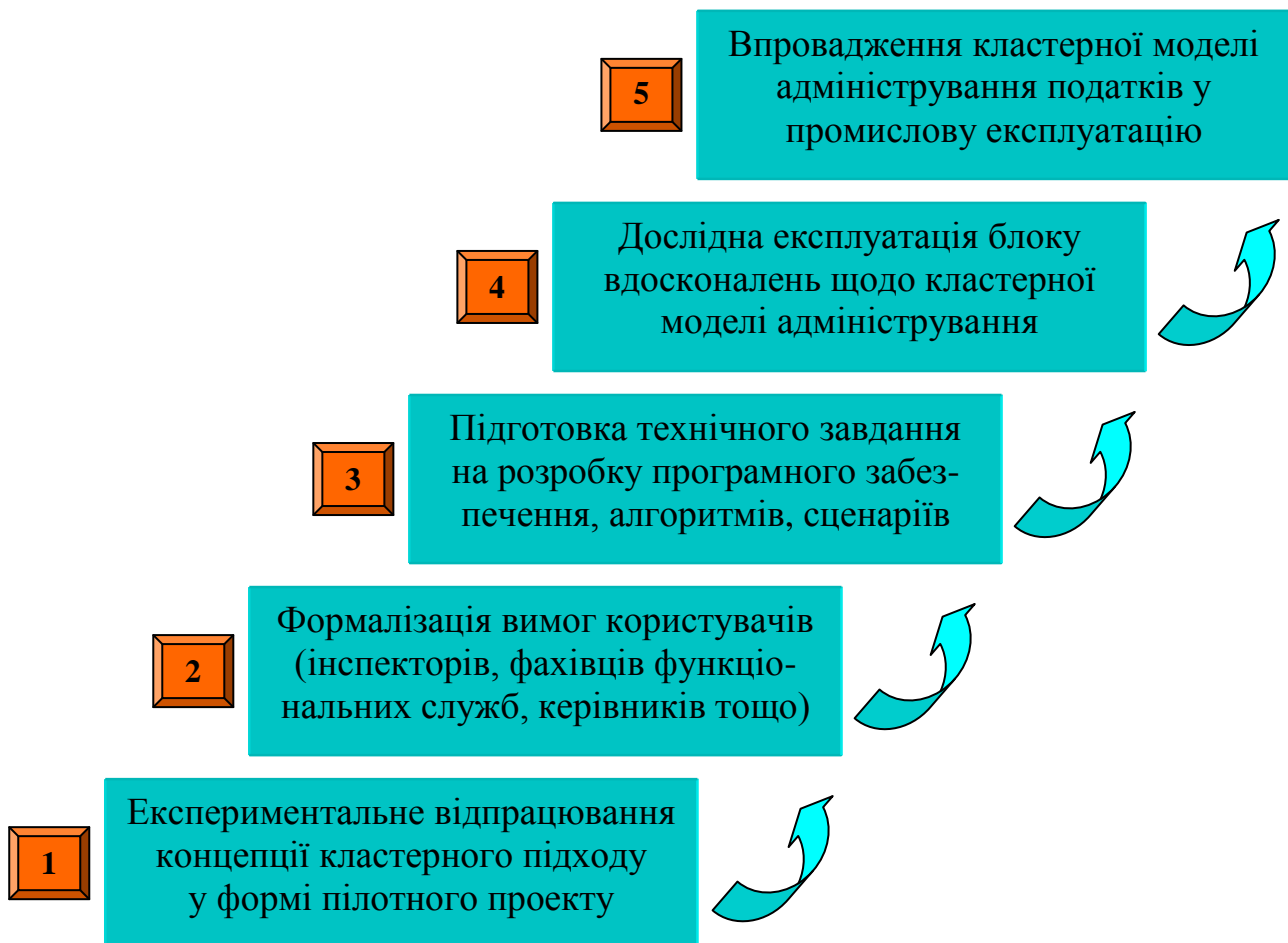 5
Впровадження кластерної моделі
адміністрування податків у
промислову експлуатацію
4
Дослідна експлуатація блоку
вдосконалень щодо кластерної
моделі адміністрування
3
Підготовка технічного завдання
на розробку програмного забез-
печення, алгоритмів, сценаріїв
2
Формалізація вимог користувачів
(інспекторів, фахівців функціо-
нальних служб, керівників тощо)
1
Експериментальне відпрацювання
концепції кластерного підходу
у формі пілотного проекту